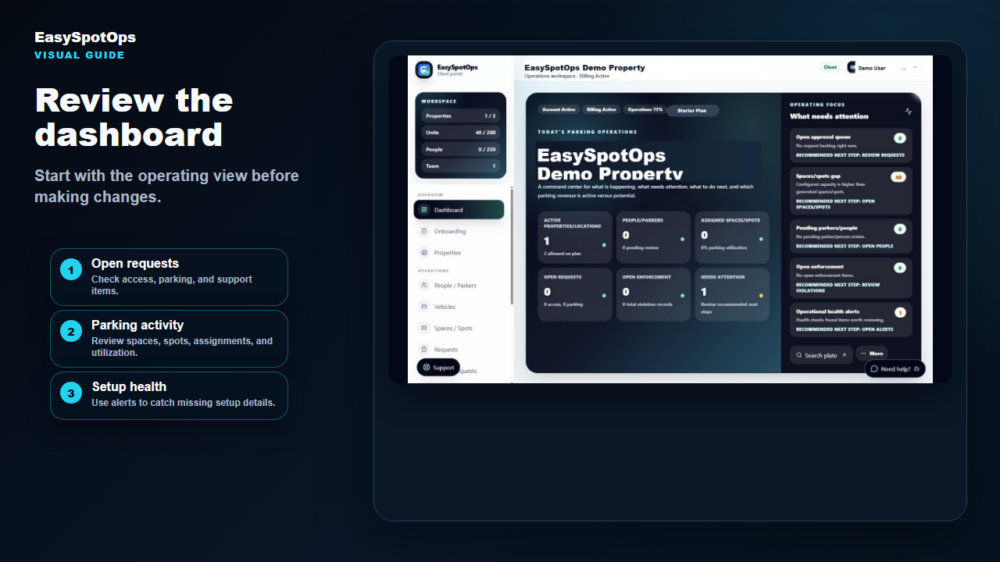 EasySpotOps
VISUAL GUIDE
Review the
dashboard
Start with the operating view before
making changes.
1
Open requests
Check access, parking, and support
items.
2
Parking activity
Review spaces, spots, assignments, and
utilization.
3
Setup health
Use alerts to catch missing setup details.
EasySpotOps
Client portal
WORKSPACE
Properties 1 / 2
Units 40 / 200
People 0 / 250
Team 1
OVERVIEW
Dashboard
Onboarding
Properties
OPERATIONS
People / Parkers
Vehicles
Spaces / Spots
Requests
quests
Support
EasySpotOps Demo Property
Operations workspace - Billing Active
Client
Demo User
...
Account Active
Billing Active
Operations 73%
Starter Plan
TODAY'S PARKING OPERATIONS
EasySpotOps
Demo Property
A command center for what is happening, what needs attention, what to do next, and which
parking revenue is active versus potential.
ACTIVE
PROPERTIES/LOCATIONS
1
2 allowed on plan
PEOPLE/PARKERS
0
0 pending review
ASSIGNED SPACES/SPOTS
0
0% parking utilization
OPEN REQUESTS
0
0 access, 0 parking
OPEN ENFORCEMENT
0
0 total violation records
NEEDS ATTENTION
1
Review recommended next
steps
OPERATING FOCUS
What needs attention
Open approval queue 0
No request backlog right now.
RECOMMENDED NEXT STEP: REVIEW REQUESTS
Spaces/spots gap 40
Configured capacity is higher than
generated spaces/spots.
RECOMMENDED NEXT STEP: OPEN
SPACES/SPOTS
Pending parkers/people 0
No pending parker/person review.
RECOMMENDED NEXT STEP: OPEN PEOPLE
Open enforcement 0
No open enforcement items.
RECOMMENDED NEXT STEP: REVIEW
VIOLATIONS
Operational health alerts 1
Health checks found items worth reviewing.
RECOMMENDED NEXT STEP: OPEN ALERTS
Search plate
... More
Need help?